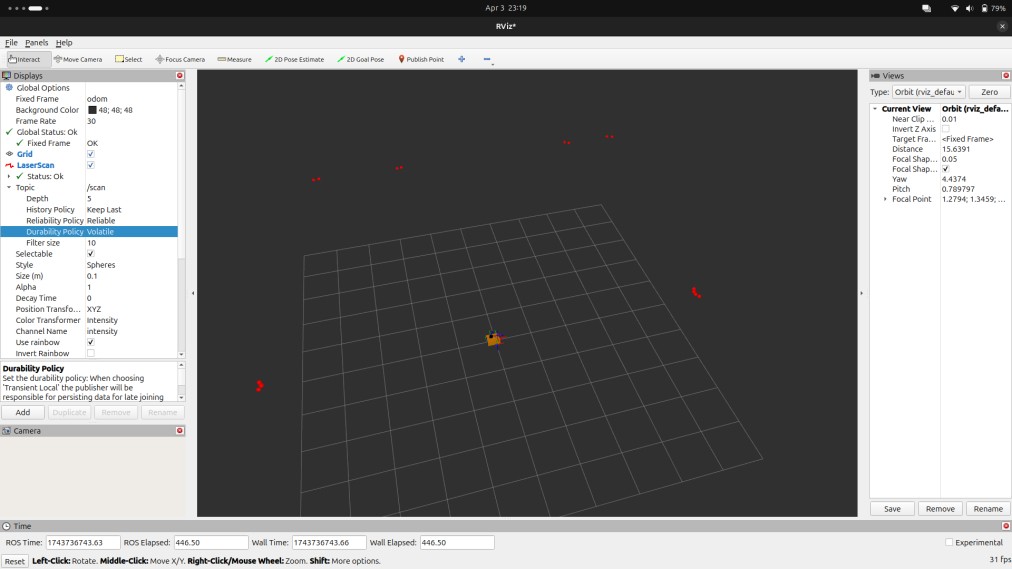 Apr 3 23:19
79%
RViz*
File Panels Help
Interact Move Camera Select Focus Camera Measure 2D Pose Estimate 2D Goal Pose Publish Point
Displays
Global Options
Fixed Frame odom
Background Color 48; 48; 48
Frame Rate 30
Global Status: Ok
Fixed Frame OK
Grid
LaserScan
Status: Ok
Topic /scan
Depth 5
History Policy Keep Last
Reliability Policy Reliable
Durability Policy Volatile
Filter size 10
Selectable
Style Spheres
Size (m) 0.1
Alpha 1
Decay Time 0
Position Transfo... XYZ
Color Transformer Intensity
Channel Name intensity
Use rainbow
Invert Rainbow
Durability Policy
Set the durability policy: When choosing
'Transient Local' the publisher will be
responsible for persisting data for late joining
Add Duplicate Remove Rename
Camera
Views
Type: Orbit (rviz_defau Zero
Current View Orbit (rviz_defa...
Near Clip ... 0.01
Invert Z Axis
Target Fra... <Fixed Frame>
Distance 15.6391
Focal Shap... 0.05
Focal Shap...
Yaw 4.4374
Pitch 0.789797
Focal Point 1.2794; 1.3459; ...
Save Remove Rename
Time
ROS Time: 1743736743.63 ROS Elapsed: 446.50 Wall Time: 1743736743.66 Wall Elapsed: 446.50 Experimental
Reset Left-Click: Rotate. Middle-Click: Move X/Y. Right-Click/Mouse Wheel: Zoom. Shift: More options. 31 fps